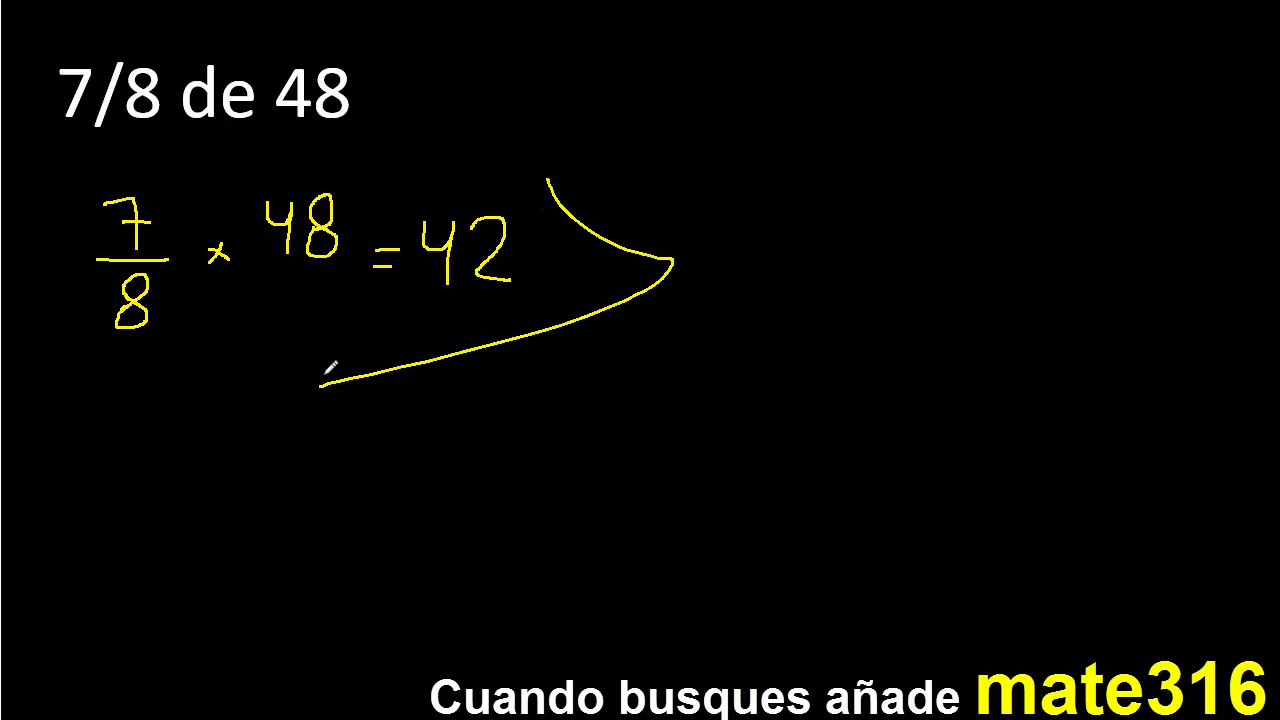 7/8 de 48
7/8 × 48 = 42
Cuando busques añade mate316